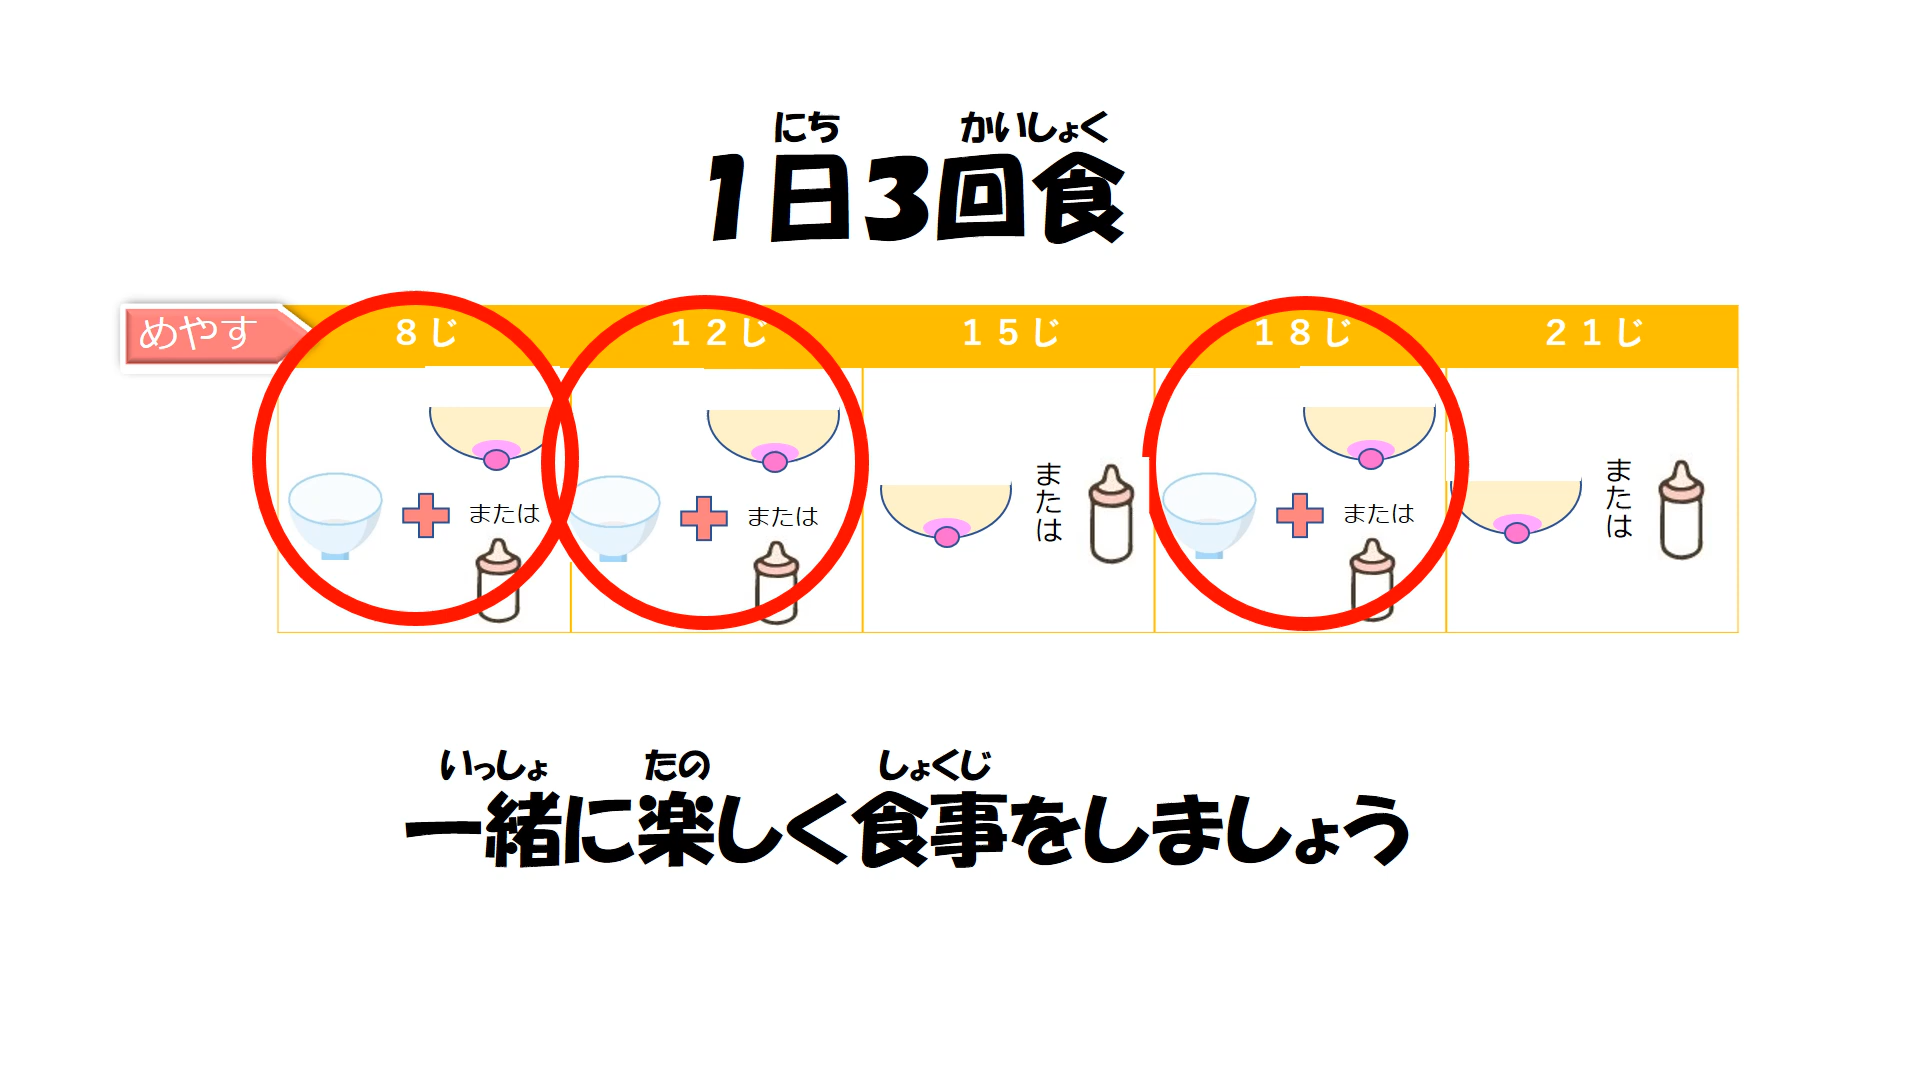 にち かいしょく
1日3回食
めやす 8じ 12じ 15じ 18じ 21じ
または または または または または
いっしょ たの しょくじ
一緒に楽しく食事をしましょう